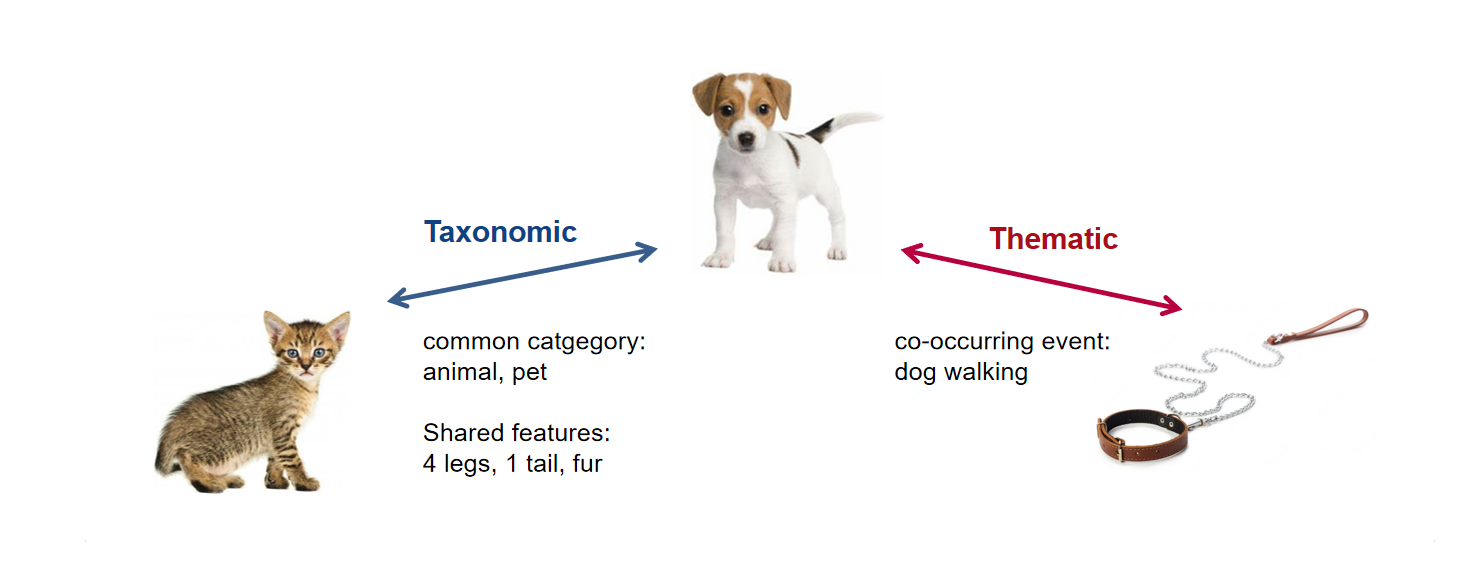 Taxonomic
common catgegory:
animal, pet
Shared features:
4 legs, 1 tail, fur
Thematic
co-occurring event:
dog walking